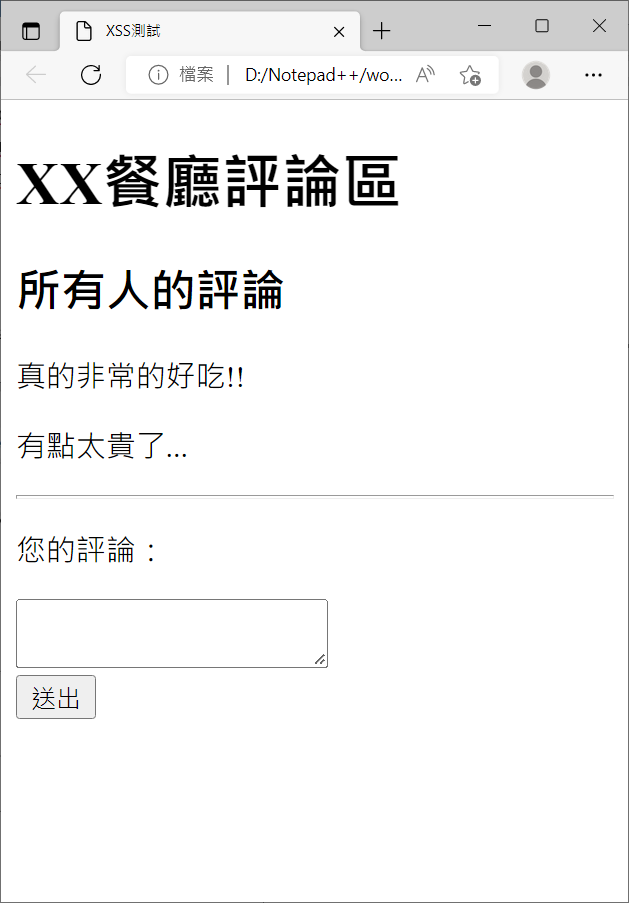 XSS測試
檔案 D:/Notepad++/wo...
XX餐廳評論區
所有人的評論
真的非常的好吃!!
有點太貴了...
您的評論：
送出